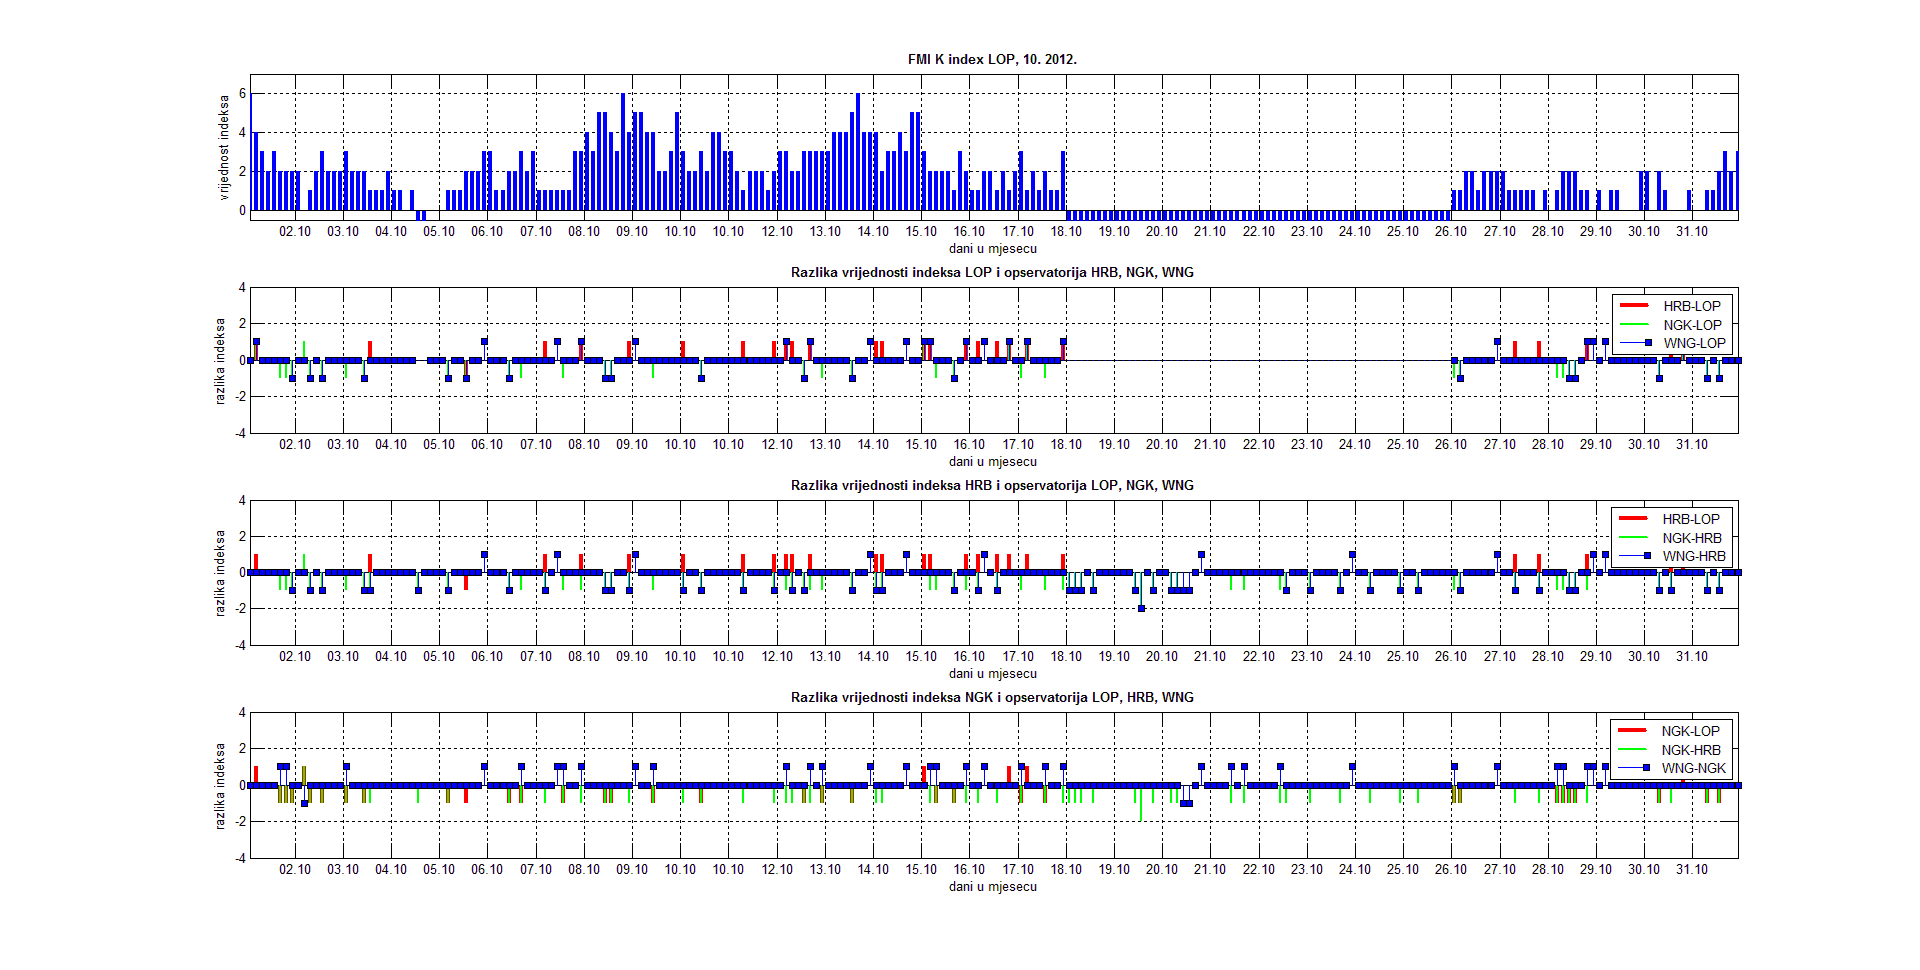 FMI K index LOP, 10. 2012.
vrijednost indeksa
6
4
2
0
02.10 03.10 04.10 05.10 06.10 07.10 08.10 09.10 10.10 10.10 12.10 13.10 14.10 15.10 16.10 17.10 18.10 19.10 20.10 21.10 22.10 23.10 24.10 25.10 26.10 27.10 28.10 29.10 30.10 31.10
dani u mjesecu
Razlika vrijednosti indeksa LOP i opservatorija HRB, NGK, WNG
razlika indeksa
4
2
0
-2
-4
HRB-LOP
NGK-LOP
WNG-LOP
02.10 03.10 04.10 05.10 06.10 07.10 08.10 09.10 10.10 11.10 12.10 13.10 14.10 15.10 16.10 17.10 18.10 19.10 20.10 21.10 22.10 23.10 24.10 25.10 26.10 27.10 28.10 29.10 30.10 31.10
dani u mjesecu
Razlika vrijednosti indeksa HRB i opservatorija LOP, NGK, WNG
razlika indeksa
4
2
0
-2
-4
HRB-LOP
NGK-HRB
WNG-HRB
02.10 03.10 04.10 05.10 06.10 07.10 08.10 09.10 10.10 11.10 12.10 13.10 14.10 15.10 16.10 17.10 18.10 19.10 20.10 21.10 22.10 23.10 24.10 25.10 26.10 27.10 28.10 29.10 30.10 31.10
dani u mjesecu
Razlika vrijednosti indeksa NGK i opservatorija LOP, HRB, WNG
razlika indeksa
4
2
0
-2
-4
NGK-LOP
NGK-HRB
WNG-NGK
02.10 03.10 04.10 05.10 06.10 07.10 08.10 09.10 10.10 11.10 12.10 13.10 14.10 15.10 16.10 17.10 18.10 19.10 20.10 21.10 22.10 23.10 24.10 25.10 26.10 27.10 28.10 29.10 30.10 31.10
dani u mjesecu